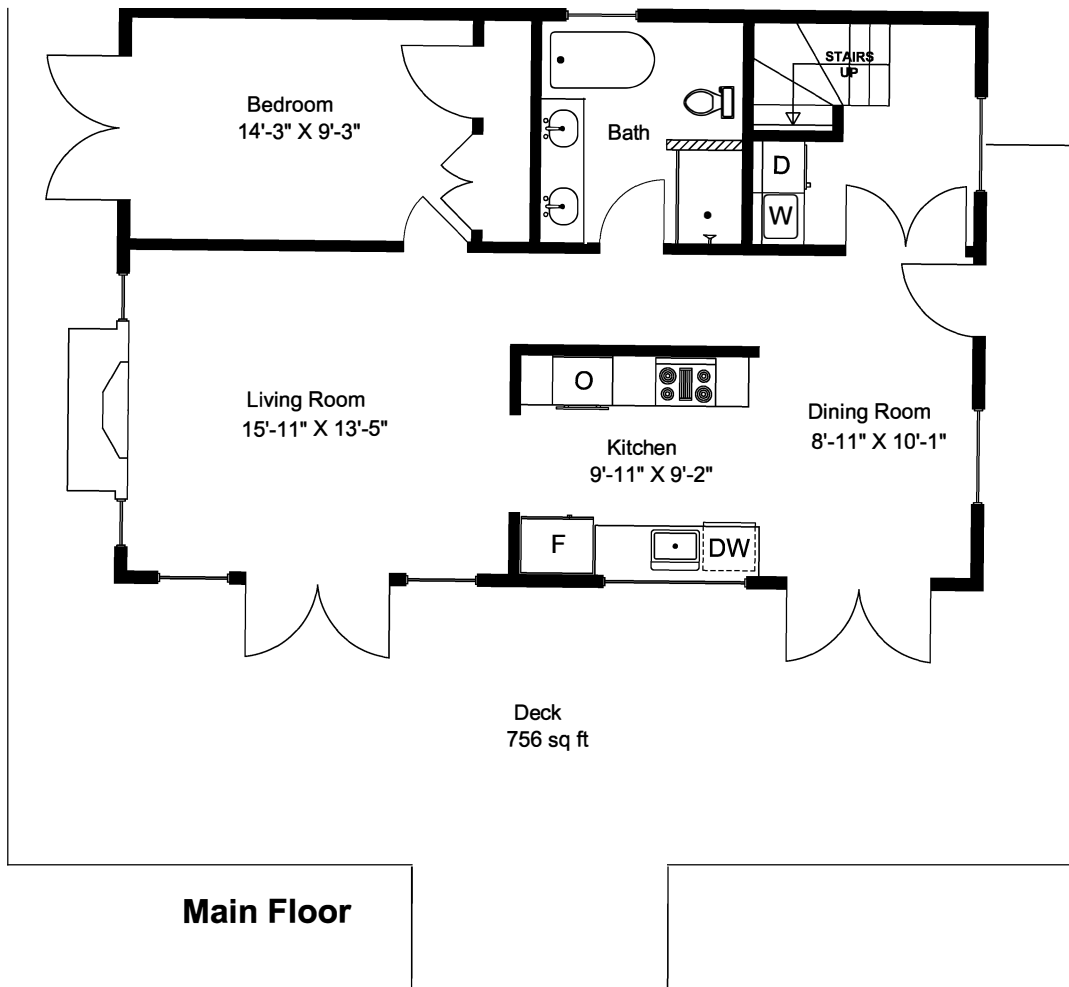 STAIRS
UP
Bedroom
14'-3" X 9'-3"
Bath
D
W
Living Room
15'-11" X 13'-5"
O
Kitchen
9'-11" X 9'-2"
Dining Room
8'-11" X 10'-1"
F
DW
Deck
756 sq ft
Main Floor